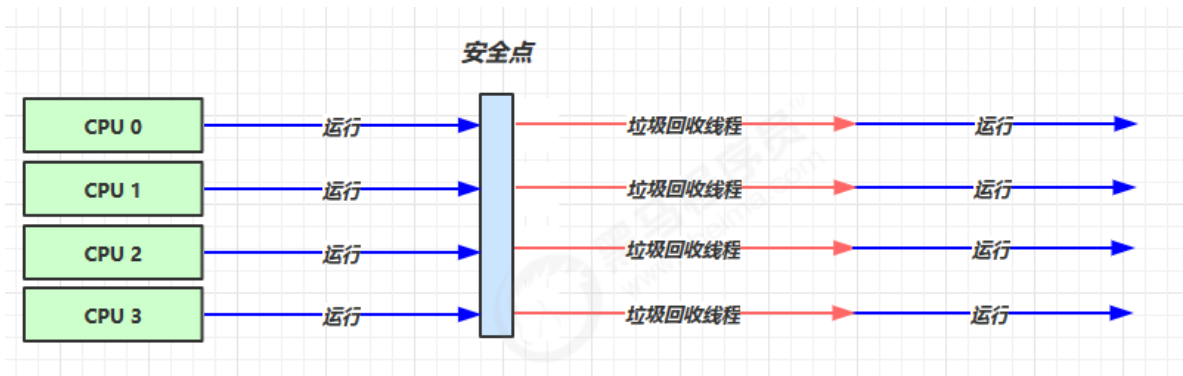 安全点
CPU 0 运行 垃圾回收线程 运行
CPU 1 运行 垃圾回收线程 运行
CPU 2 运行 垃圾回收线程 运行
CPU 3 运行 垃圾回收线程 运行